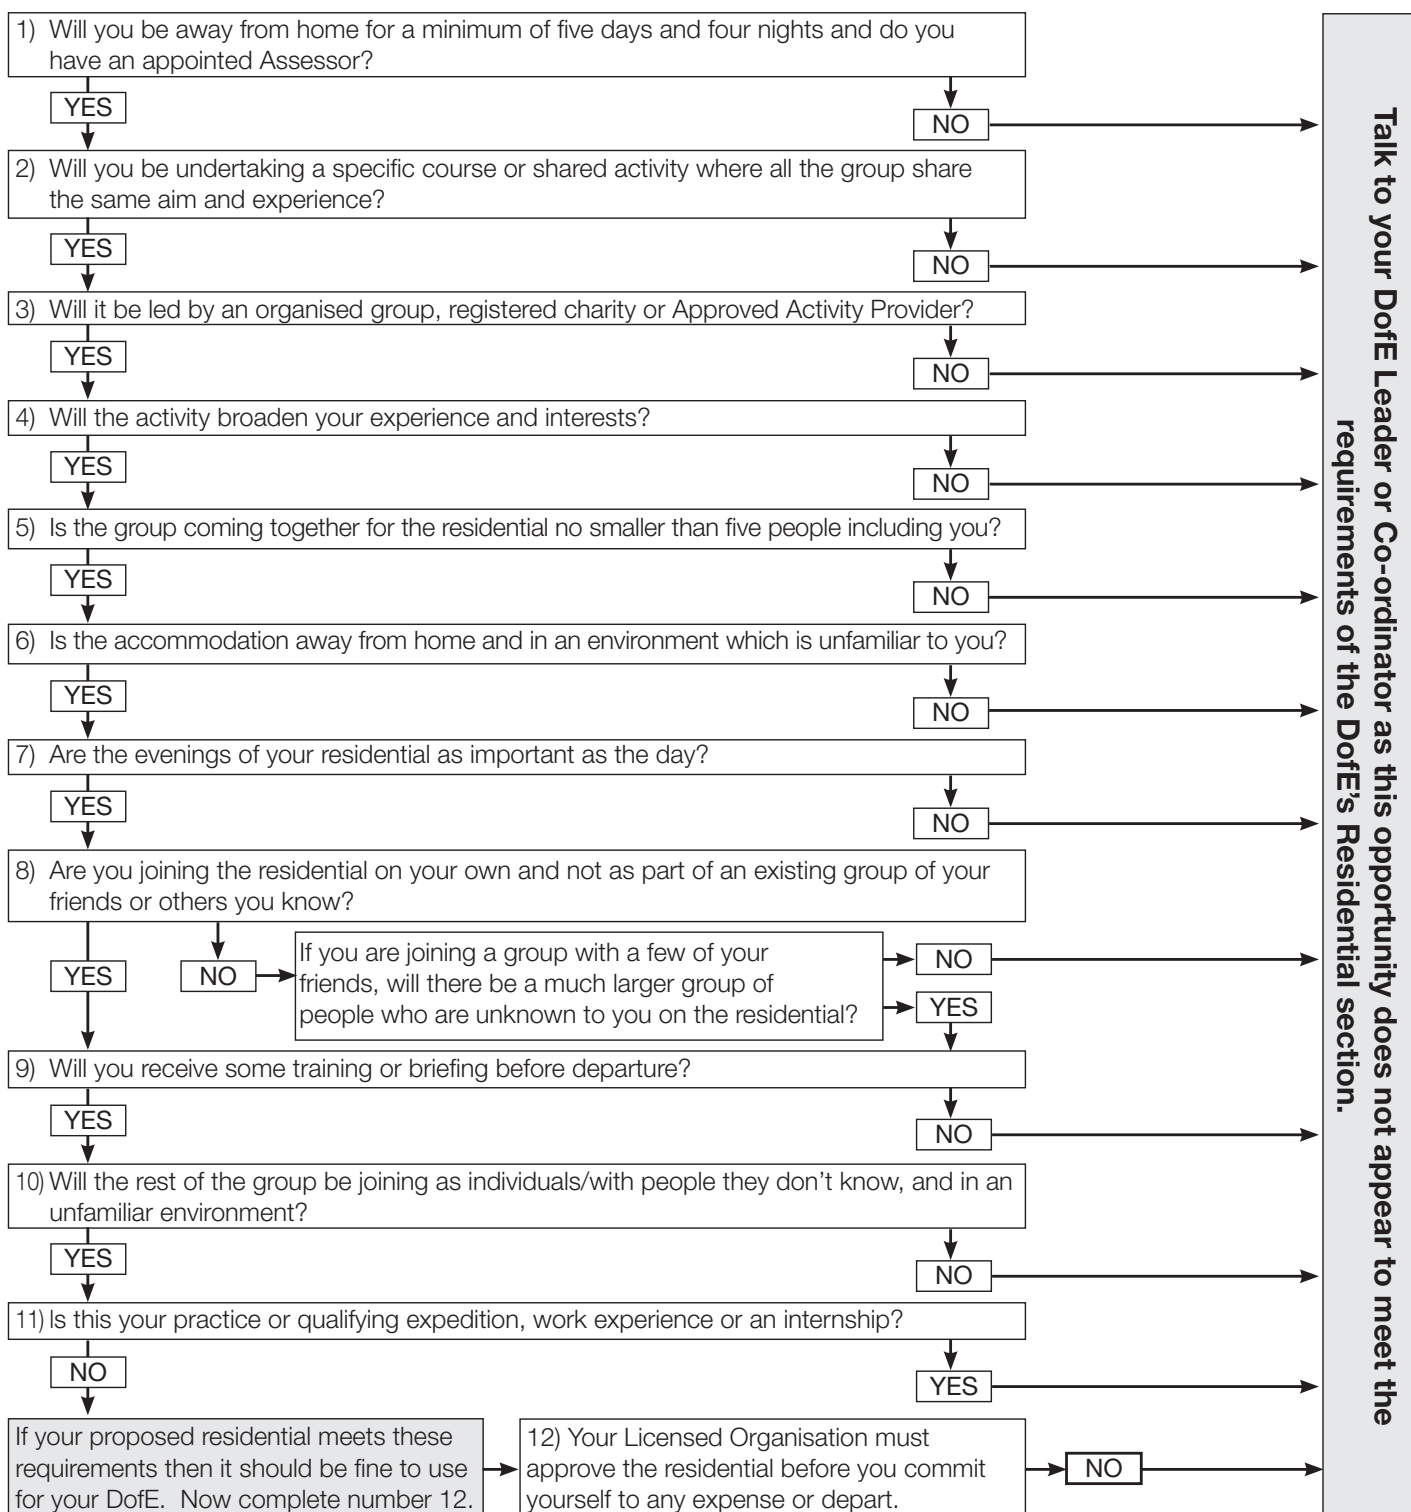 1) Will you be away from home for a minimum of five days and four nights and do you
have an appointed Assessor?
YES
NO
2) Will you be undertaking a specific course or shared activity where all the group share
the same aim and experience?
YES
NO
3) Will it be led by an organised group, registered charity or Approved Activity Provider?
YES
NO
4) Will the activity broaden your experience and interests?
YES
NO
5) Is the group coming together for the residential no smaller than five people including you?
YES
NO
6) Is the accommodation away from home and in an environment which is unfamiliar to you?
YES
NO
7) Are the evenings of your residential as important as the day?
YES
NO
8) Are you joining the residential on your own and not as part of an existing group of your
friends or others you know?
YES
NO
If you are joining a group with a few of your
friends, will there be a much larger group of
people who are unknown to you on the residential?
NO
YES
9) Will you receive some training or briefing before departure?
YES
NO
10) Will the rest of the group be joining as individuals/with people they don't know, and in an
unfamiliar environment?
YES
NO
11) Is this your practice or qualifying expedition, work experience or an internship?
NO
YES
If your proposed residential meets these
requirements then it should be fine to use
for your DofE. Now complete number 12.
12) Your Licensed Organisation must
approve the residential before you commit
yourself to any expense or depart.
NO
Talk to your DofE Leader or Co-ordinator as this opportunity does not appear to meet the
requirements of the DofE's Residential section.